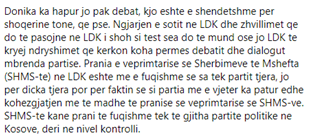 Donika ka hapur jo pak debat, kjo eshte e shendetshme per
shoqerine tone, qe pse. Ngjarjen e sotit ne LDK dhe zhvillimet qe
do te pasojne ne LDK i shoh si test sea do te mund ose jo LDK te
kryej ndryshimet qe kerkon koha permes debatit dhe dialogut
mbrenda partise. Prania e veprimtarise se Sherbimeve te Mshefta
(SHMS-te) ne LDK eshte me e fuqishme se sa tek partit tjera, jo
per dicka tjera por per faktin se si partia me e vjeter ka patur edhe
kohezgjatjen me te madhe te pranise se veprimtarise se SHMS-ve.
SHMS-te kane prani te fuqishme tek te gjitha partite politike ne
Kosove, deri ne nivel kontrolli.